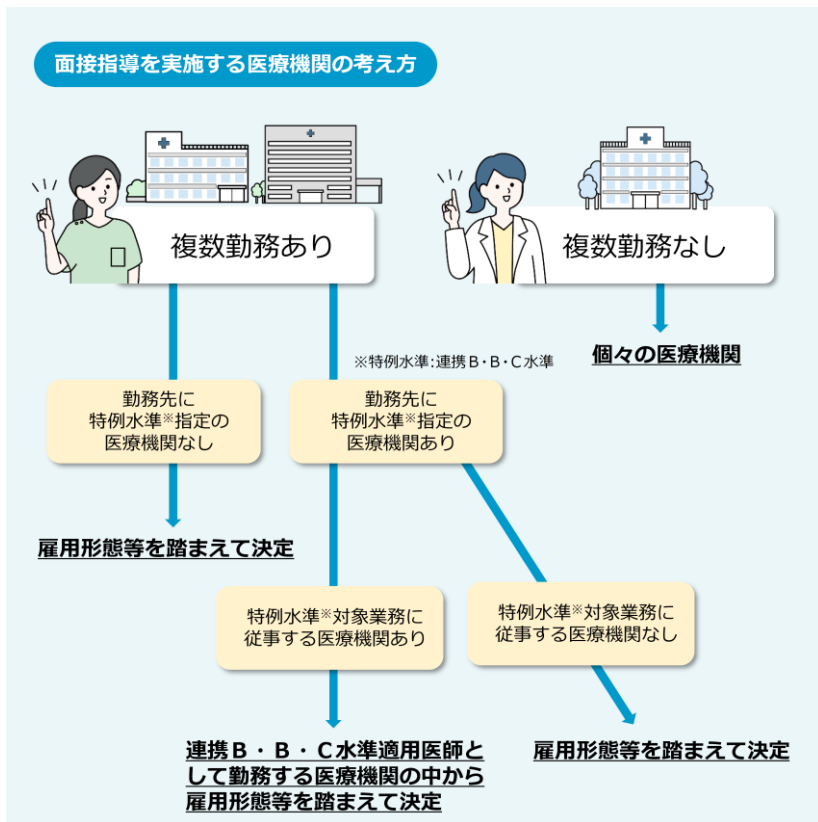 面接指導を実施する医療機関の考え方
複数勤務あり
複数勤務なし
個々の医療機関
※特例水準:連携B・B・C水準
勤務先に
特例水準※指定の
医療機関なし
勤務先に
特例水準※指定の
医療機関あり
雇用形態等を踏まえて決定
特例水準※対象業務に
従事する医療機関あり
特例水準※対象業務に
従事する医療機関なし
連携B・B・C水準適用医師と
して勤務する医療機関の中から
雇用形態等を踏まえて決定
雇用形態等を踏まえて決定